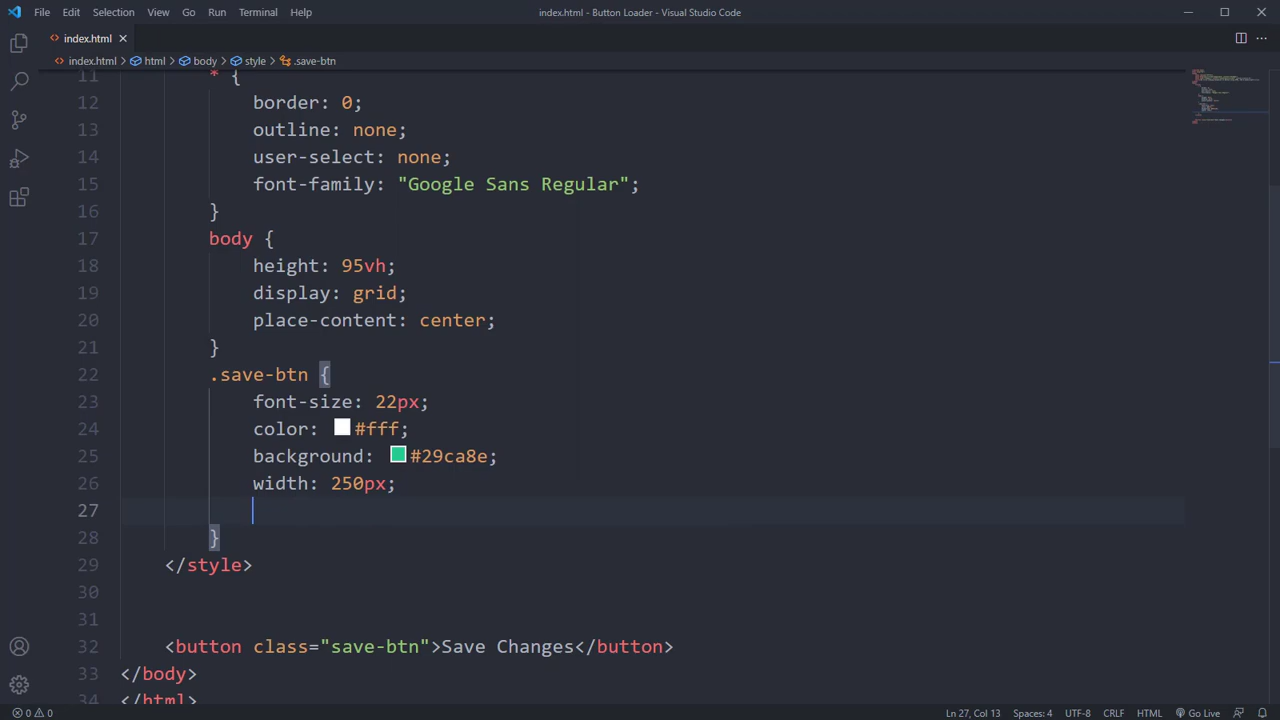 File Edit Selection View Go Run Terminal Help
index.html - Button Loader - Visual Studio Code
index.html
index.html > html > body > style > .save-btn
11 * {
12 border: 0;
13 outline: none;
14 user-select: none;
15 font-family: "Google Sans Regular";
16 }
17 body {
18 height: 95vh;
19 display: grid;
20 place-content: center;
21 }
22 .save-btn {
23 font-size: 22px;
24 color: #fff;
25 background: #29ca8e;
26 width: 250px;
27
28 }
29 </style>
30
31
32 <button class="save-btn">Save Changes</button>
33 </body>
34 </html>
0 0 Ln 27, Col 13 Spaces: 4 UTF-8 CRLF HTML Go Live